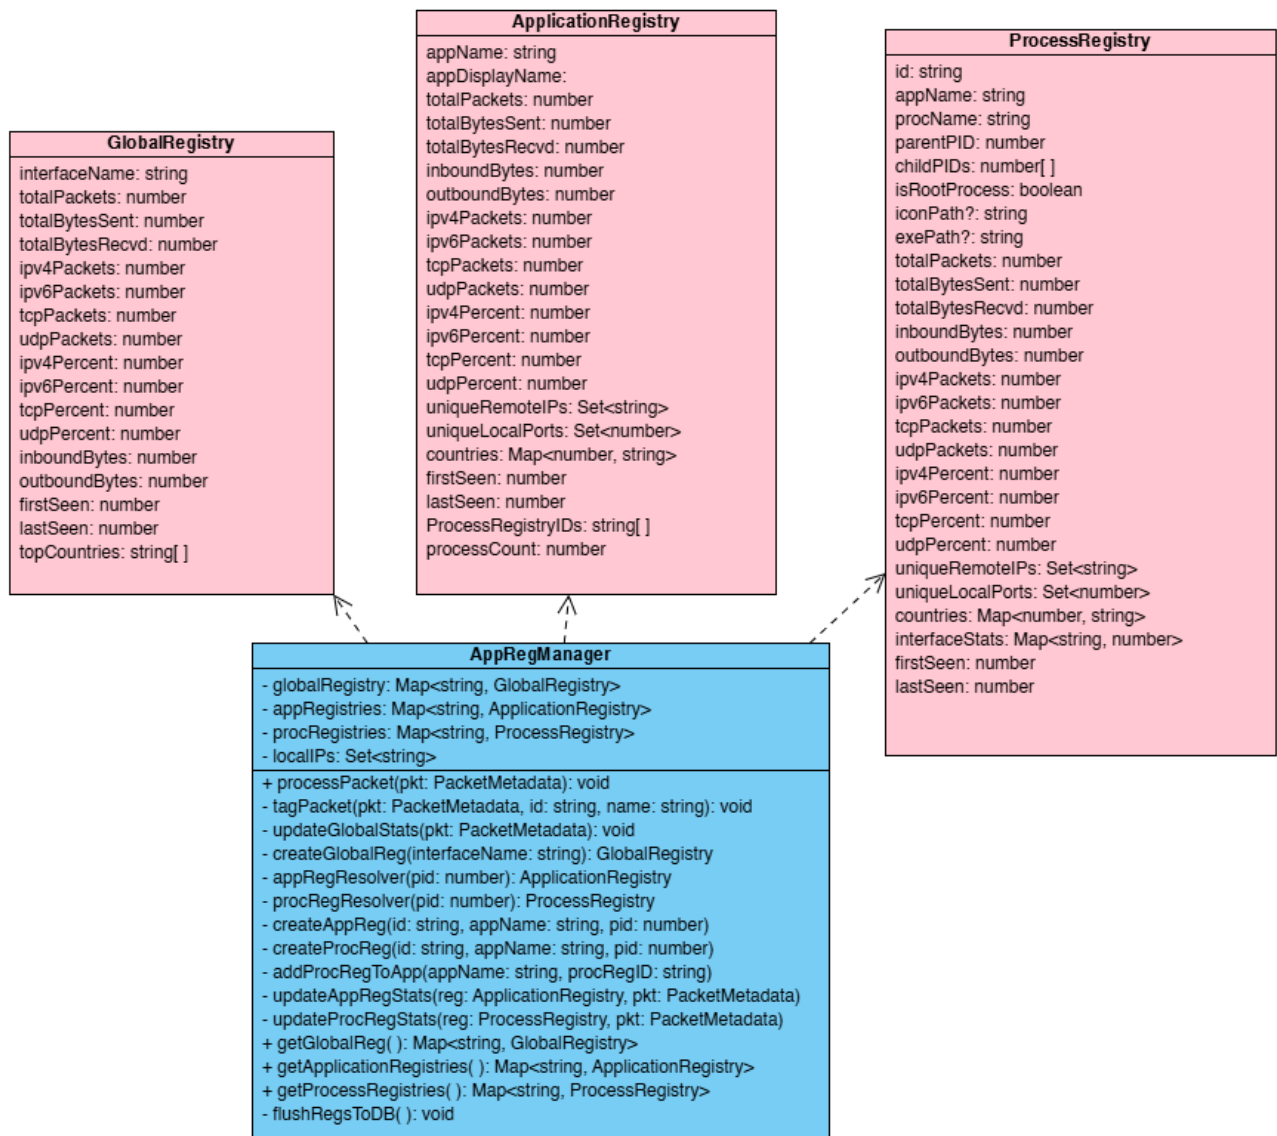 GlobalRegistry
interfaceName: string
totalPackets: number
totalBytesSent: number
totalBytesRecvd: number
ipv4Packets: number
ipv6Packets: number
tcpPackets: number
udpPackets: number
ipv4Percent: number
ipv6Percent: number
tcpPercent: number
udpPercent: number
inboundBytes: number
outboundBytes: number
firstSeen: number
lastSeen: number
topCountries: string[ ]
ApplicationRegistry
appName: string
appDisplayName:
totalPackets: number
totalBytesSent: number
totalBytesRecvd: number
inboundBytes: number
outboundBytes: number
ipv4Packets: number
ipv6Packets: number
tcpPackets: number
udpPackets: number
ipv4Percent: number
ipv6Percent: number
tcpPercent: number
udpPercent: number
uniqueRemoteIPs: Set<string>
uniqueLocalPorts: Set<number>
countries: Map<number, string>
firstSeen: number
lastSeen: number
ProcessRegistryIDs: string[ ]
processCount: number
ProcessRegistry
id: string
appName: string
procName: string
parentPID: number
childPIDs: number[ ]
isRootProcess: boolean
iconPath?: string
exePath?: string
totalPackets: number
totalBytesSent: number
totalBytesRecvd: number
inboundBytes: number
outboundBytes: number
ipv4Packets: number
ipv6Packets: number
tcpPackets: number
udpPackets: number
ipv4Percent: number
ipv6Percent: number
tcpPercent: number
udpPercent: number
uniqueRemoteIPs: Set<string>
uniqueLocalPorts: Set<number>
countries: Map<number, string>
interfaceStats: Map<string, number>
firstSeen: number
lastSeen: number
AppRegManager
- globalRegistry: Map<string, GlobalRegistry>
- appRegistries: Map<string, ApplicationRegistry>
- procRegistries: Map<string, ProcessRegistry>
- localIPs: Set<string>
+ processPacket(pkt: PacketMetadata): void
- tagPacket(pkt: PacketMetadata, id: string, name: string): void
- updateGlobalStats(pkt: PacketMetadata): void
- createGlobalReg(interfaceName: string): GlobalRegistry
- appRegResolver(pid: number): ApplicationRegistry
- procRegResolver(pid: number): ProcessRegistry
- createAppReg(id: string, appName: string, pid: number)
- createProcReg(id: string, appName: string, pid: number)
- addProcRegToApp(appName: string, procRegID: string)
- updateAppRegStats(reg: ApplicationRegistry, pkt: PacketMetadata)
- updateProcRegStats(reg: ProcessRegistry, pkt: PacketMetadata)
+ getGlobalReg( ): Map<string, GlobalRegistry>
+ getApplicationRegistries( ): Map<string, ApplicationRegistry>
+ getProcessRegistries( ): Map<string, ProcessRegistry>
- flushRegsToDB( ): void